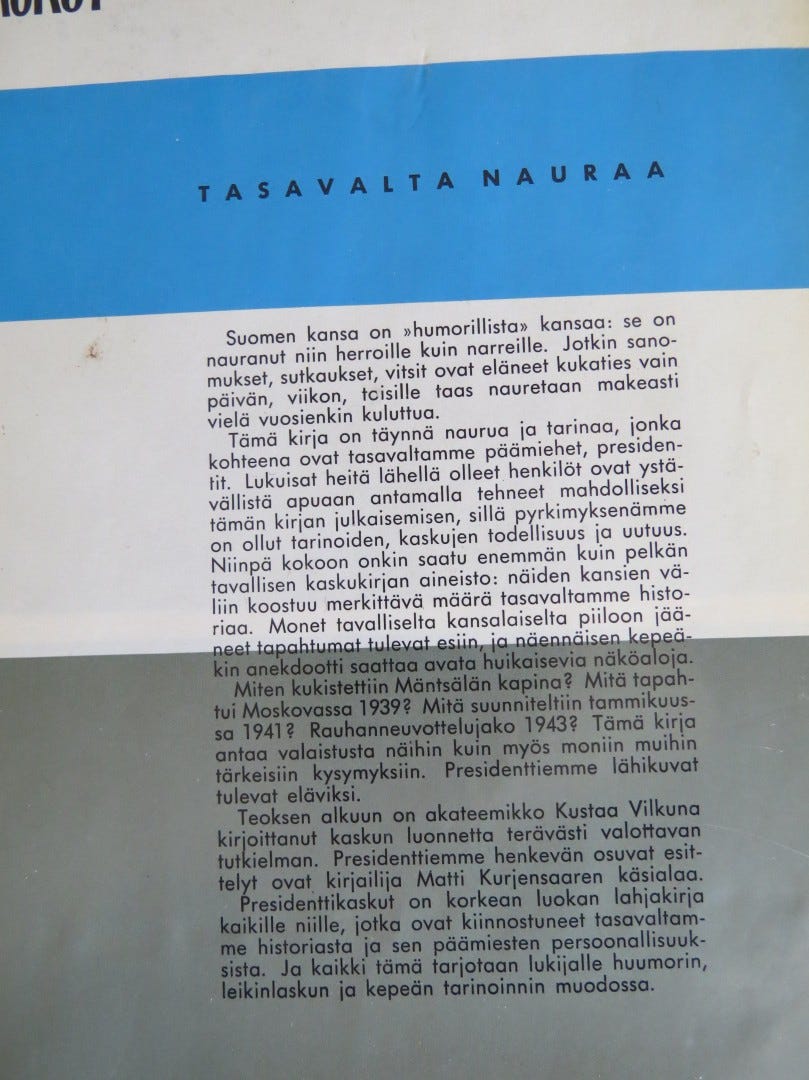 TASAVALTA NAURAA
Suomen kansa on »humorillista» kansaa: se on
nauranut niin herroille kuin narreille. Jotkin sano-
mukset, sutkaukset, vitsit ovat eläneet kukaties vain
päivän, viikon, tcisille taas nauretaan makeasti
vielä vuosienkin kuluttua.
Tämä kirja on täynnä naurua ja tarinaa, jonka
kohteena ovat tasavaltamme päämiehet, presiden-
tit. Lukuisat heitä lähellä olleet henkilöt ovat ystä-
vällistä apuaan antamalla tehneet mahdolliseksi
tämän kirjan julkaisemisen, sillä pyrkimyksenämme
on ollut tarinoiden, kaskujen todellisuus ja uutuus.
Niinpä kokoon onkin saatu enemmän kuin pelkän
tavallisen kaskukirjan aineisto: näiden kansien vä-
liin koostuu merkittävä määrä tasavaltamme histo-
riaa. Monet tavalliselta kansalaiselta piiloon jää-
neet tapahtumat tulevat esiin, ja näennäisen kepeä-
kin anekdootti saattaa avata huikaisevia näköaloja.
Miten kukistettiin Mäntsälän kapina? Mitä tapah-
tui Moskovassa 1939? Mitä suunniteltiin tammikuus-
sa 1941? Rauhanneuvottelujako 1943? Tämä kirja
antaa valaistusta näihin kuin myös moniin muihin
tärkeisiin kysymyksiin. Presidenttiemme lähikuvat
tulevat eläviksi.
Teoksen alkuun on akateemikko Kustaa Vilkuna
kirjoittanut kaskun luonnetta terävästi valottavan
tutkielman. Presidenttiemme henkevän osuvat esit-
telyt ovat kirjailija Matti Kurjensaaren käsialaa.
Presidenttikaskut on korkean luokan lahjakirja
kaikille niille, jotka ovat kiinnostuneet tasavaltam-
me historiasta ja sen päämiesten persoonallisuuk-
sista. Ja kaikki tämä tarjotaan lukijalle huumorin,
leikinlaskun ja kepeän tarinoinnin muodossa.